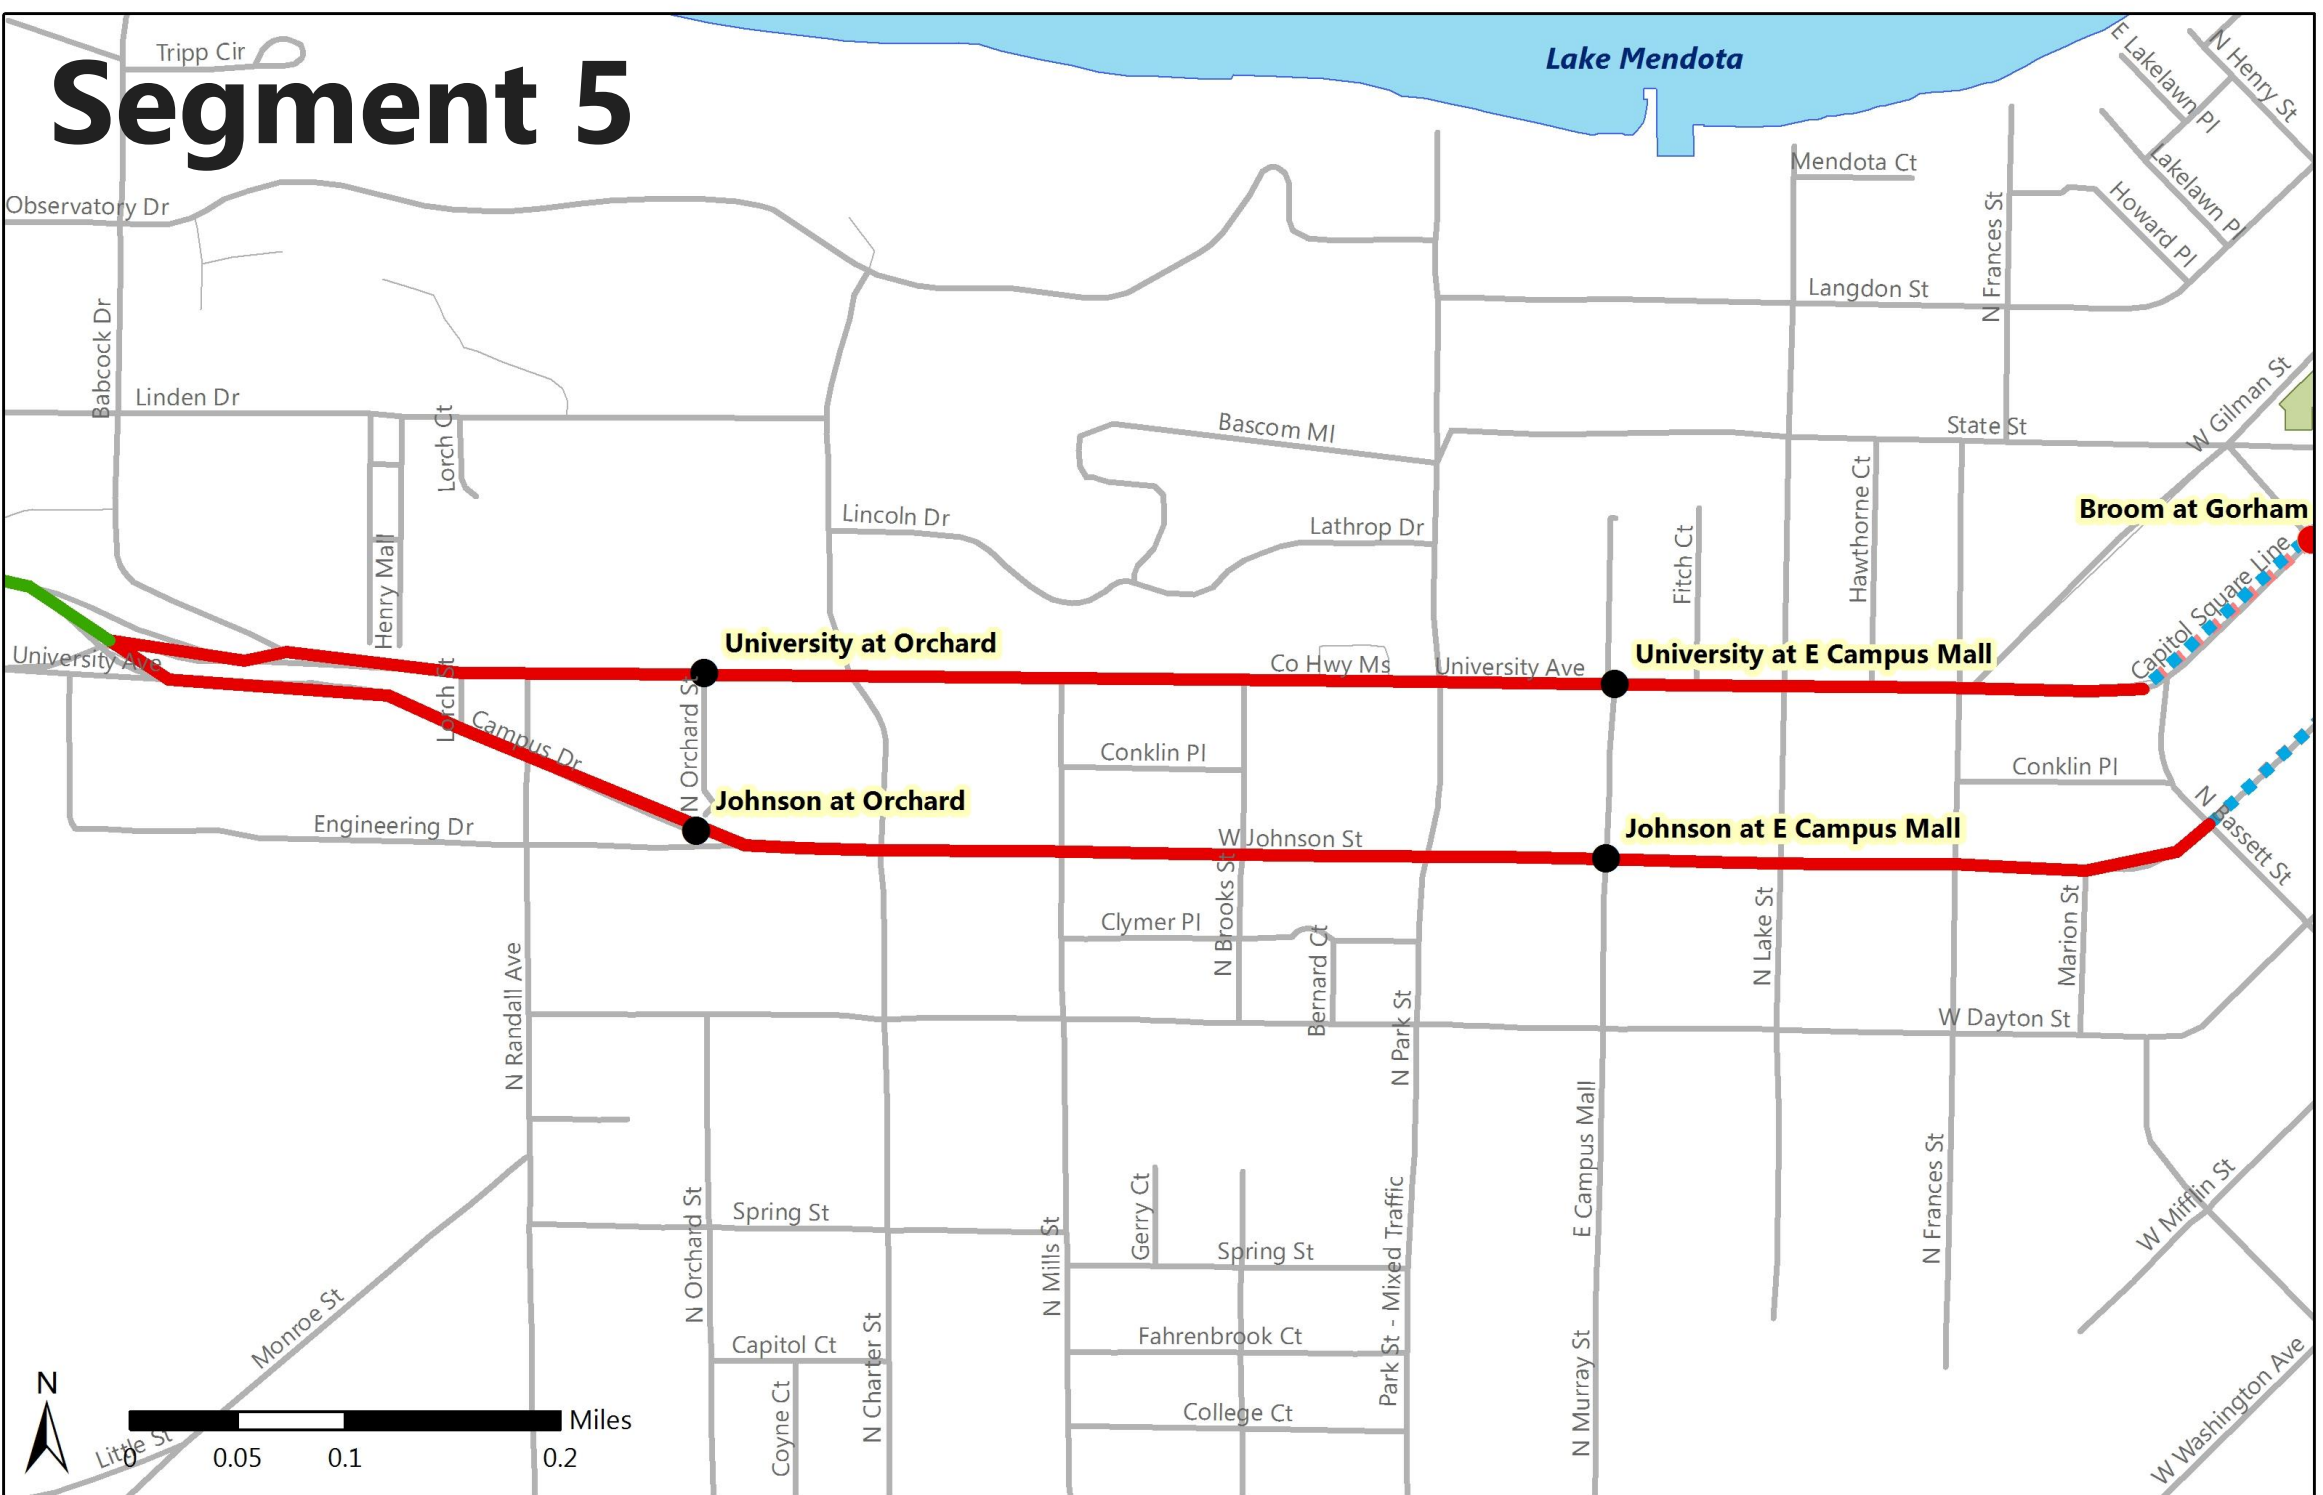 Segment 5
Tripp Cir
Lake Mendota
E Lakelawn Pl
N Henry St
Mendota Ct
Lakelawn Pl
Howard Pl
Observatory Dr
N Frances St
Langdon St
Babcock Dr
Linden Dr
Lorch Ct
Bascom Ml
State St
W Gilman St
Lincoln Dr
Lathrop Dr
Fitch Ct
Hawthorne Ct
Broom at Gorham
Henry Mall
Capitol Square Line
University Ave
University at Orchard
Co Hwy Ms
University Ave
University at E Campus Mall
Lorch St
Campus Dr
N Orchard St
Conklin Pl
Conklin Pl
Johnson at Orchard
Engineering Dr
W Johnson St
Johnson at E Campus Mall
N Bassett St
N Brooks St
Clymer Pl
Bernard Ct
N Lake St
Marion St
N Randall Ave
N Park St
W Dayton St
E Campus Mall
N Orchard St
Spring St
N Mills St
Gerry Ct
Spring St
Park St - Mixed Traffic
N Frances St
W Mifflin St
Monroe St
Capitol Ct
N Charter St
Fahrenbrook Ct
N Murray St
W Washington Ave
Coyne Ct
College Ct
N
Little St
Miles
0
0.05
0.1
0.2